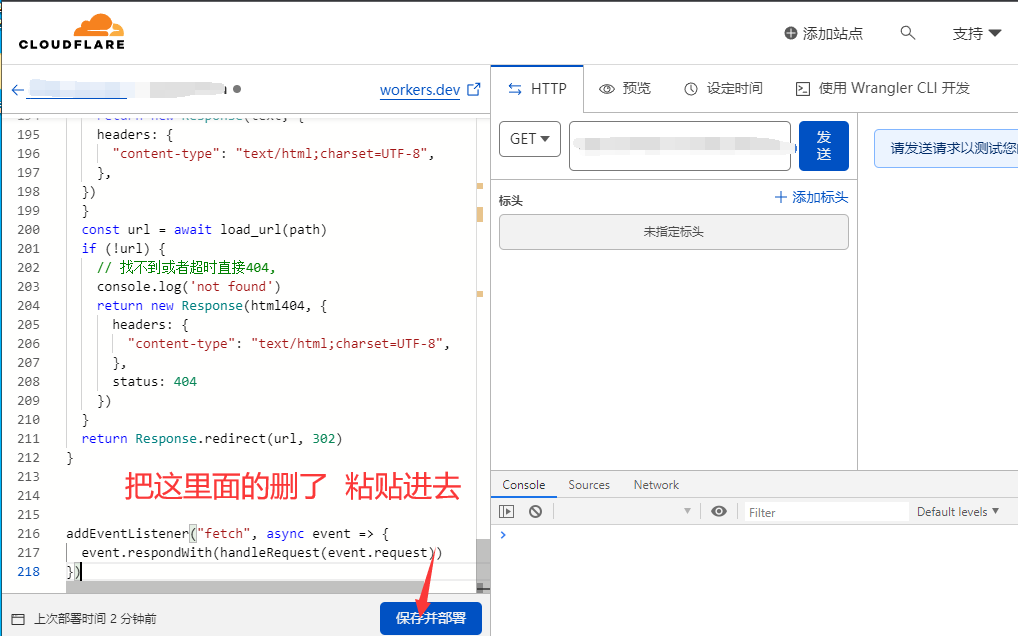 CLOUDFLARE
添加站点
支持
workers.dev
HTTP
预览
设定时间
使用 Wrangler CLI 开发
195 headers: {
196 "content-type": "text/html;charset=UTF-8",
197 },
198 })
199 }
200 const url = await load_url(path)
201 if (!url) {
202 // 找不到或者超时直接404,
203 console.log('not found')
204 return new Response(html404, {
205 headers: {
206 "content-type": "text/html;charset=UTF-8",
207 },
208 status: 404
209 })
210 }
211 return Response.redirect(url, 302)
212 }
213
214
215
216 addEventListener("fetch", async event => {
217 event.respondWith(handleRequest(event.request))
218 })
把这里面的删了 粘贴进去
上次部署时间 2 分钟前
保存并部署
GET
发送
请发送请求以测试您
标头
添加标头
未指定标头
Console
Sources
Network
Filter
Default levels